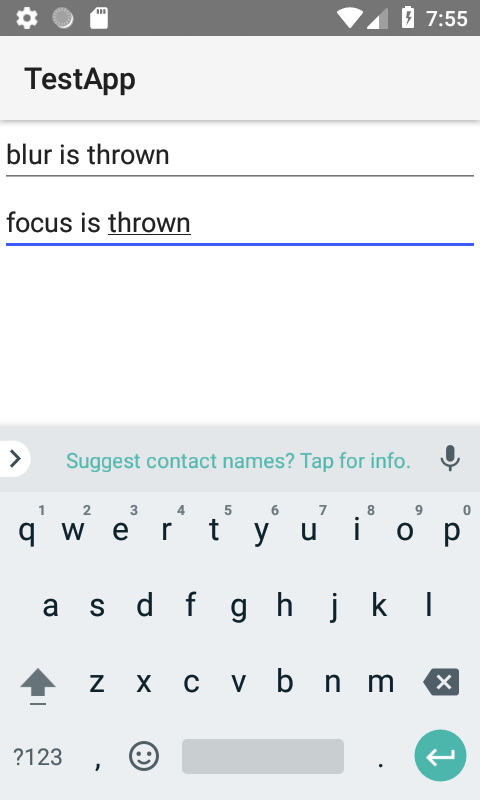 7:55
TestApp
blur is thrown
focus is thrown
Suggest contact names? Tap for info.
1 2 3 4 5 6 7 8 9 0
q w e r t y u i o p
a s d f g h j k l
z x c v b n m
?123 , .